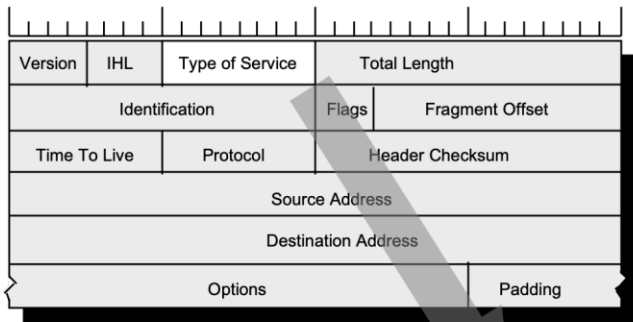 Version IHL Type of Service Total Length
Identification Flags Fragment Offset
Time To Live Protocol Header Checksum
Source Address
Destination Address
Options Padding